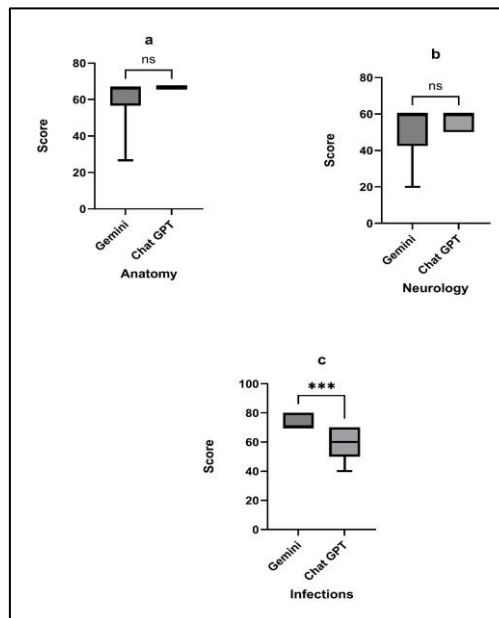 a
ns
80
60
40
20
0
Score
Gemini
Chat GPT
Anatomy
b
ns
80
60
40
20
0
Score
Gemini
Chat GPT
Neurology
c
***
100
80
60
40
20
0
Score
Gemini
Chat GPT
Infections